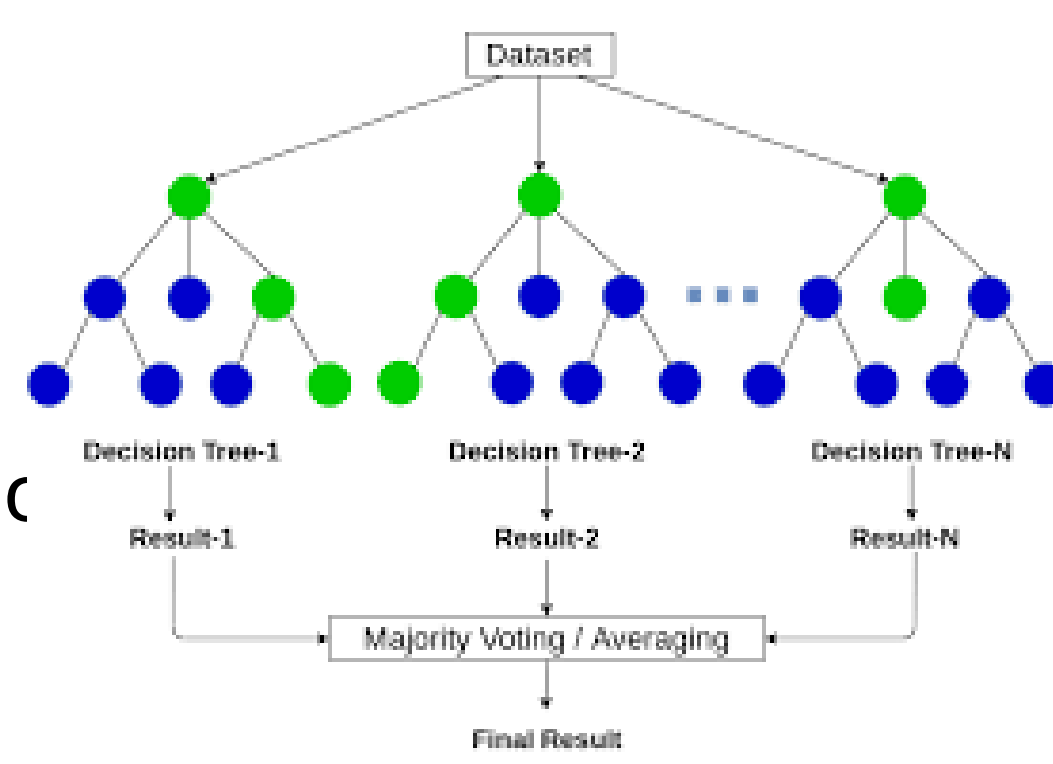 Dataset
Decision Tree-1 Decision Tree-2 Decision Tree-N
Result-1 Result-2 Result-N
Majority Voting / Averaging
Final Result